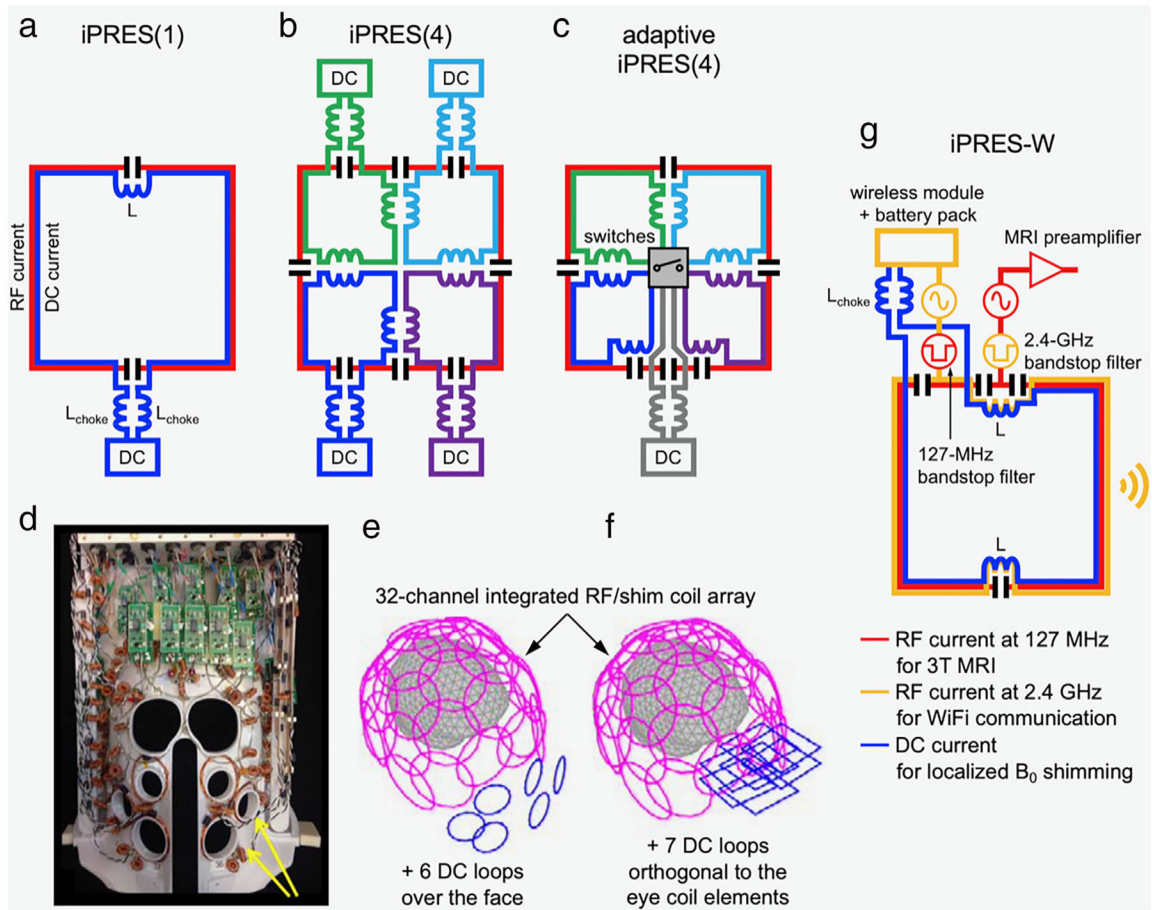 a
iPRES(1)
RF current
DC current
L
Lchoke
Lchoke
DC
b
iPRES(4)
DC
DC
DC
DC
c
adaptive
iPRES(4)
switches
DC
g
iPRES-W
wireless module
+ battery pack
MRI preamplifier
Lchoke
2.4-GHz
bandstop filter
L
127-MHz
bandstop filter
L
RF current at 127 MHz
for 3T MRI
RF current at 2.4 GHz
for WiFi communication
DC current
for localized B₀ shimming
d
e
f
32-channel integrated RF/shim coil array
+ 6 DC loops
over the face
+ 7 DC loops
orthogonal to the
eye coil elements